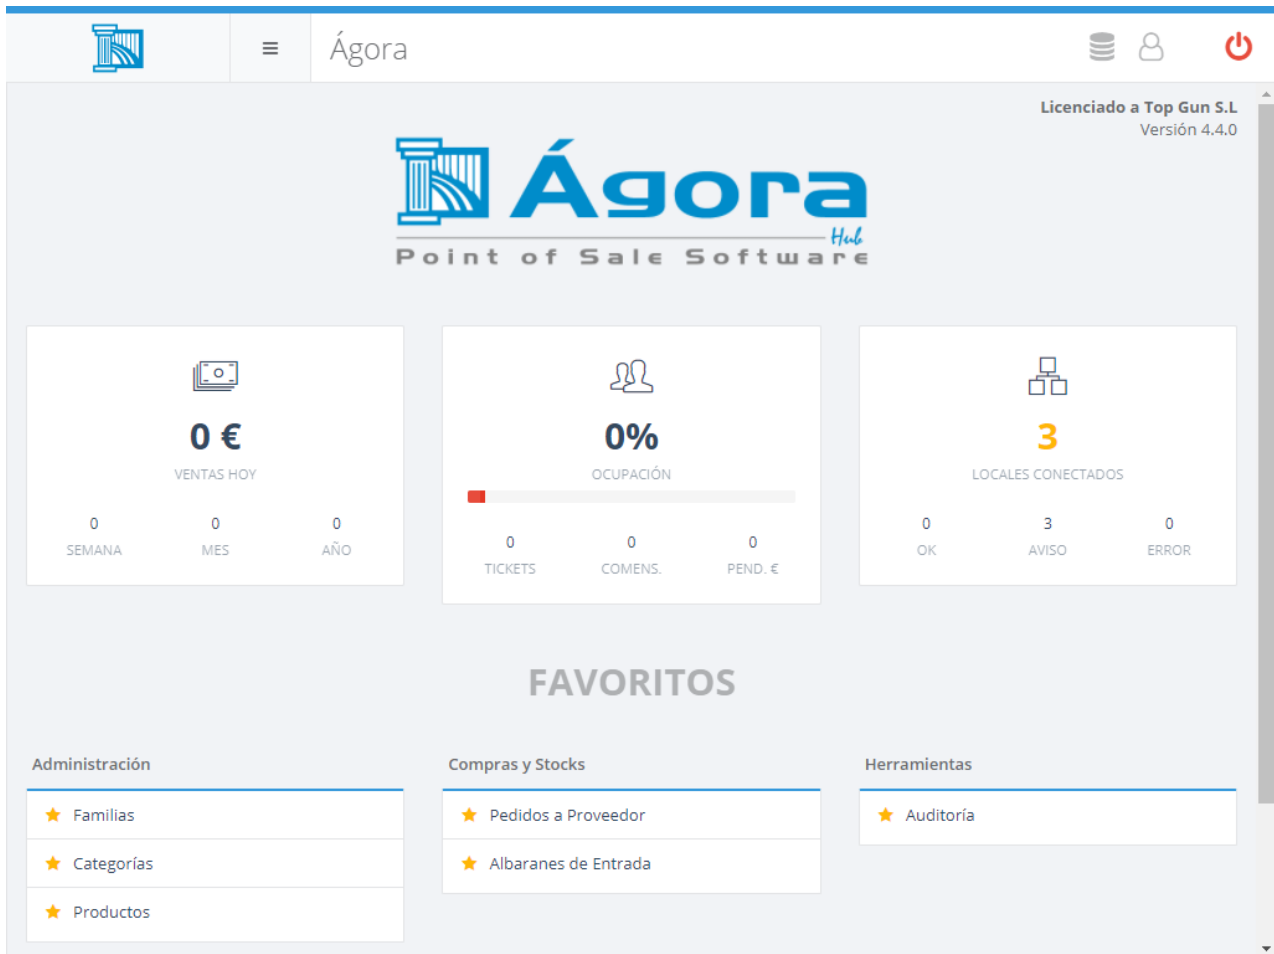 Ágora
Licenciado a Top Gun S.L
Versión 4.4.0
Ágora
Hub
Point of Sale Software
0 €
VENTAS HOY
0 0 0
SEMANA MES AÑO
0%
OCUPACIÓN
0 0 0
TICKETS COMENS. PEND. €
3
LOCALES CONECTADOS
0 3 0
OK AVISO ERROR
FAVORITOS
Administración
Familias
Categorías
Productos
Compras y Stocks
Pedidos a Proveedor
Albaranes de Entrada
Herramientas
Auditoría